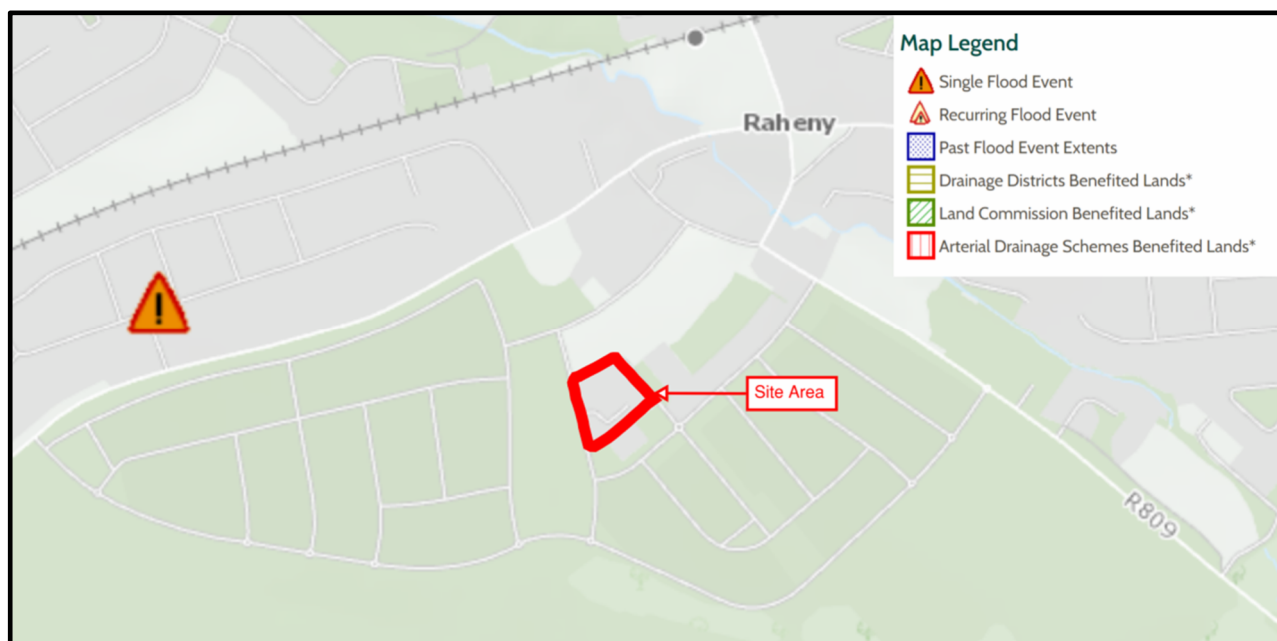 Map Legend
Single Flood Event
Recurring Flood Event
Past Flood Event Extents
Drainage Districts Benefited Lands*
Land Commission Benefited Lands*
Arterial Drainage Schemes Benefited Lands*
Raheny
Site Area
R809